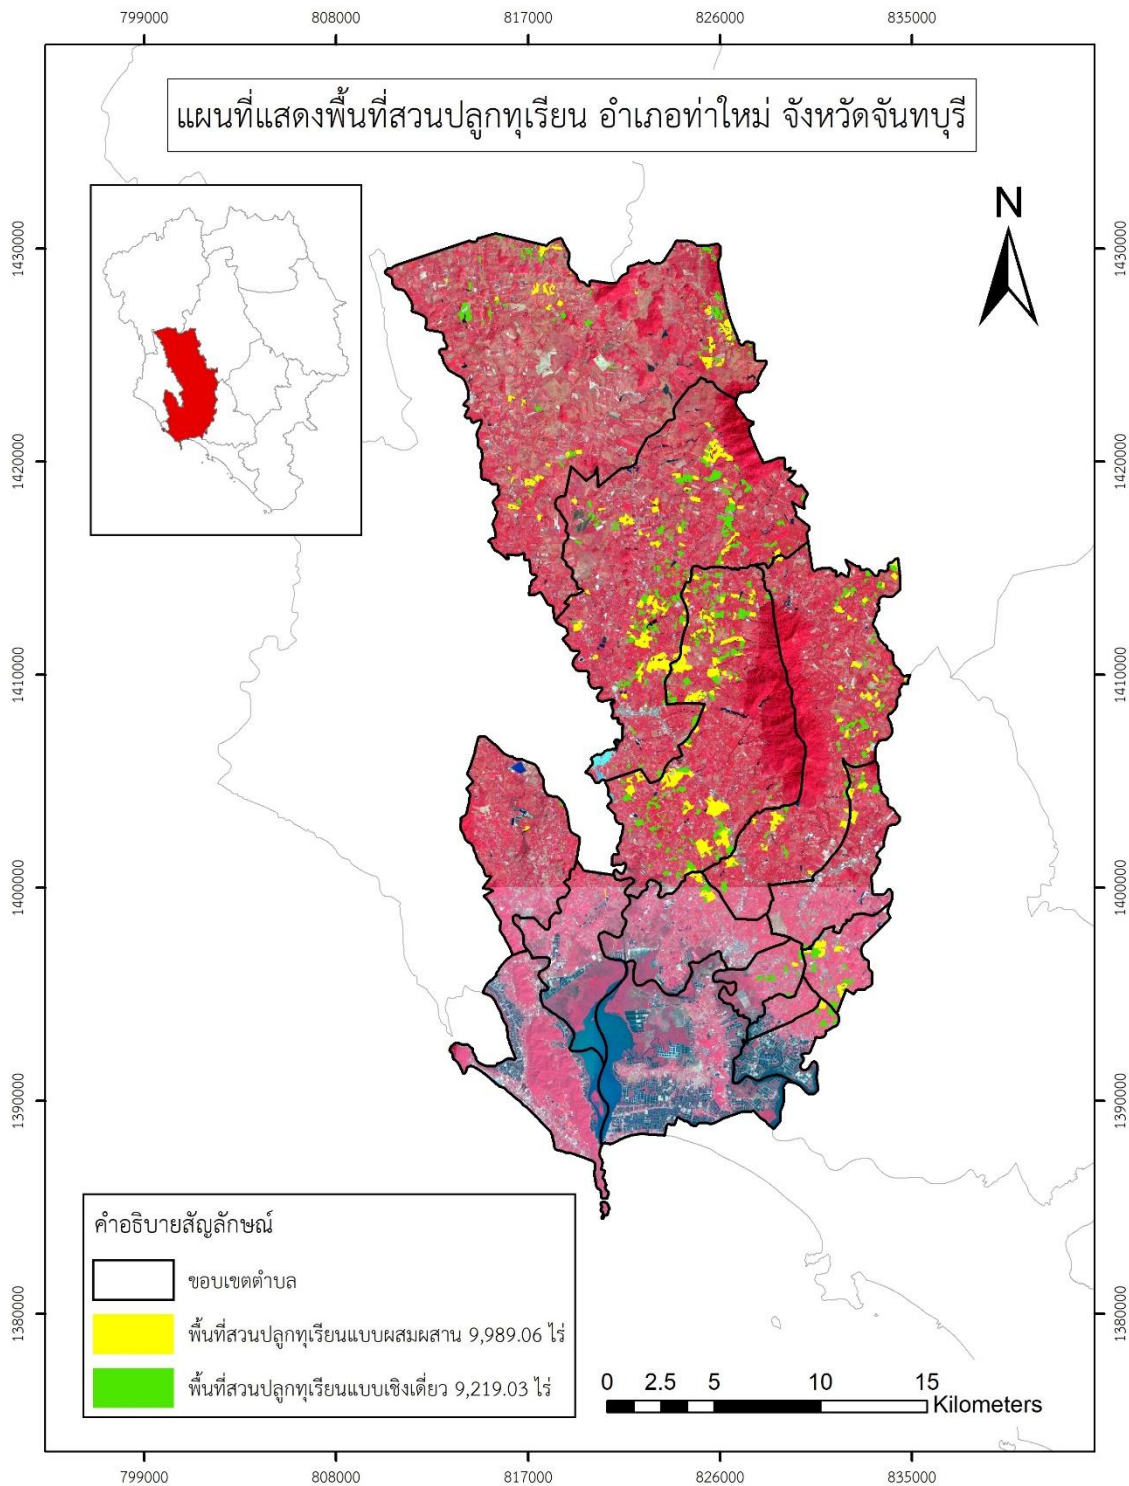 799000 808000 817000 826000 835000
แผนที่แสดงพื้นที่สวนปลูกทุเรียน อำเภอท่าใหม่ จังหวัดจันทบุรี
N
1430000 1430000
1420000 1420000
1410000 1410000
1400000 1400000
1390000 1390000
1380000 1380000
คำอธิบายสัญลักษณ์
ขอบเขตตำบล
พื้นที่สวนปลูกทุเรียนแบบผสมผสาน 9,989.06 ไร่
พื้นที่สวนปลูกทุเรียนแบบเชิงเดี่ยว 9,219.03 ไร่
0 2.5 5 10 15
Kilometers
799000 808000 817000 826000 835000